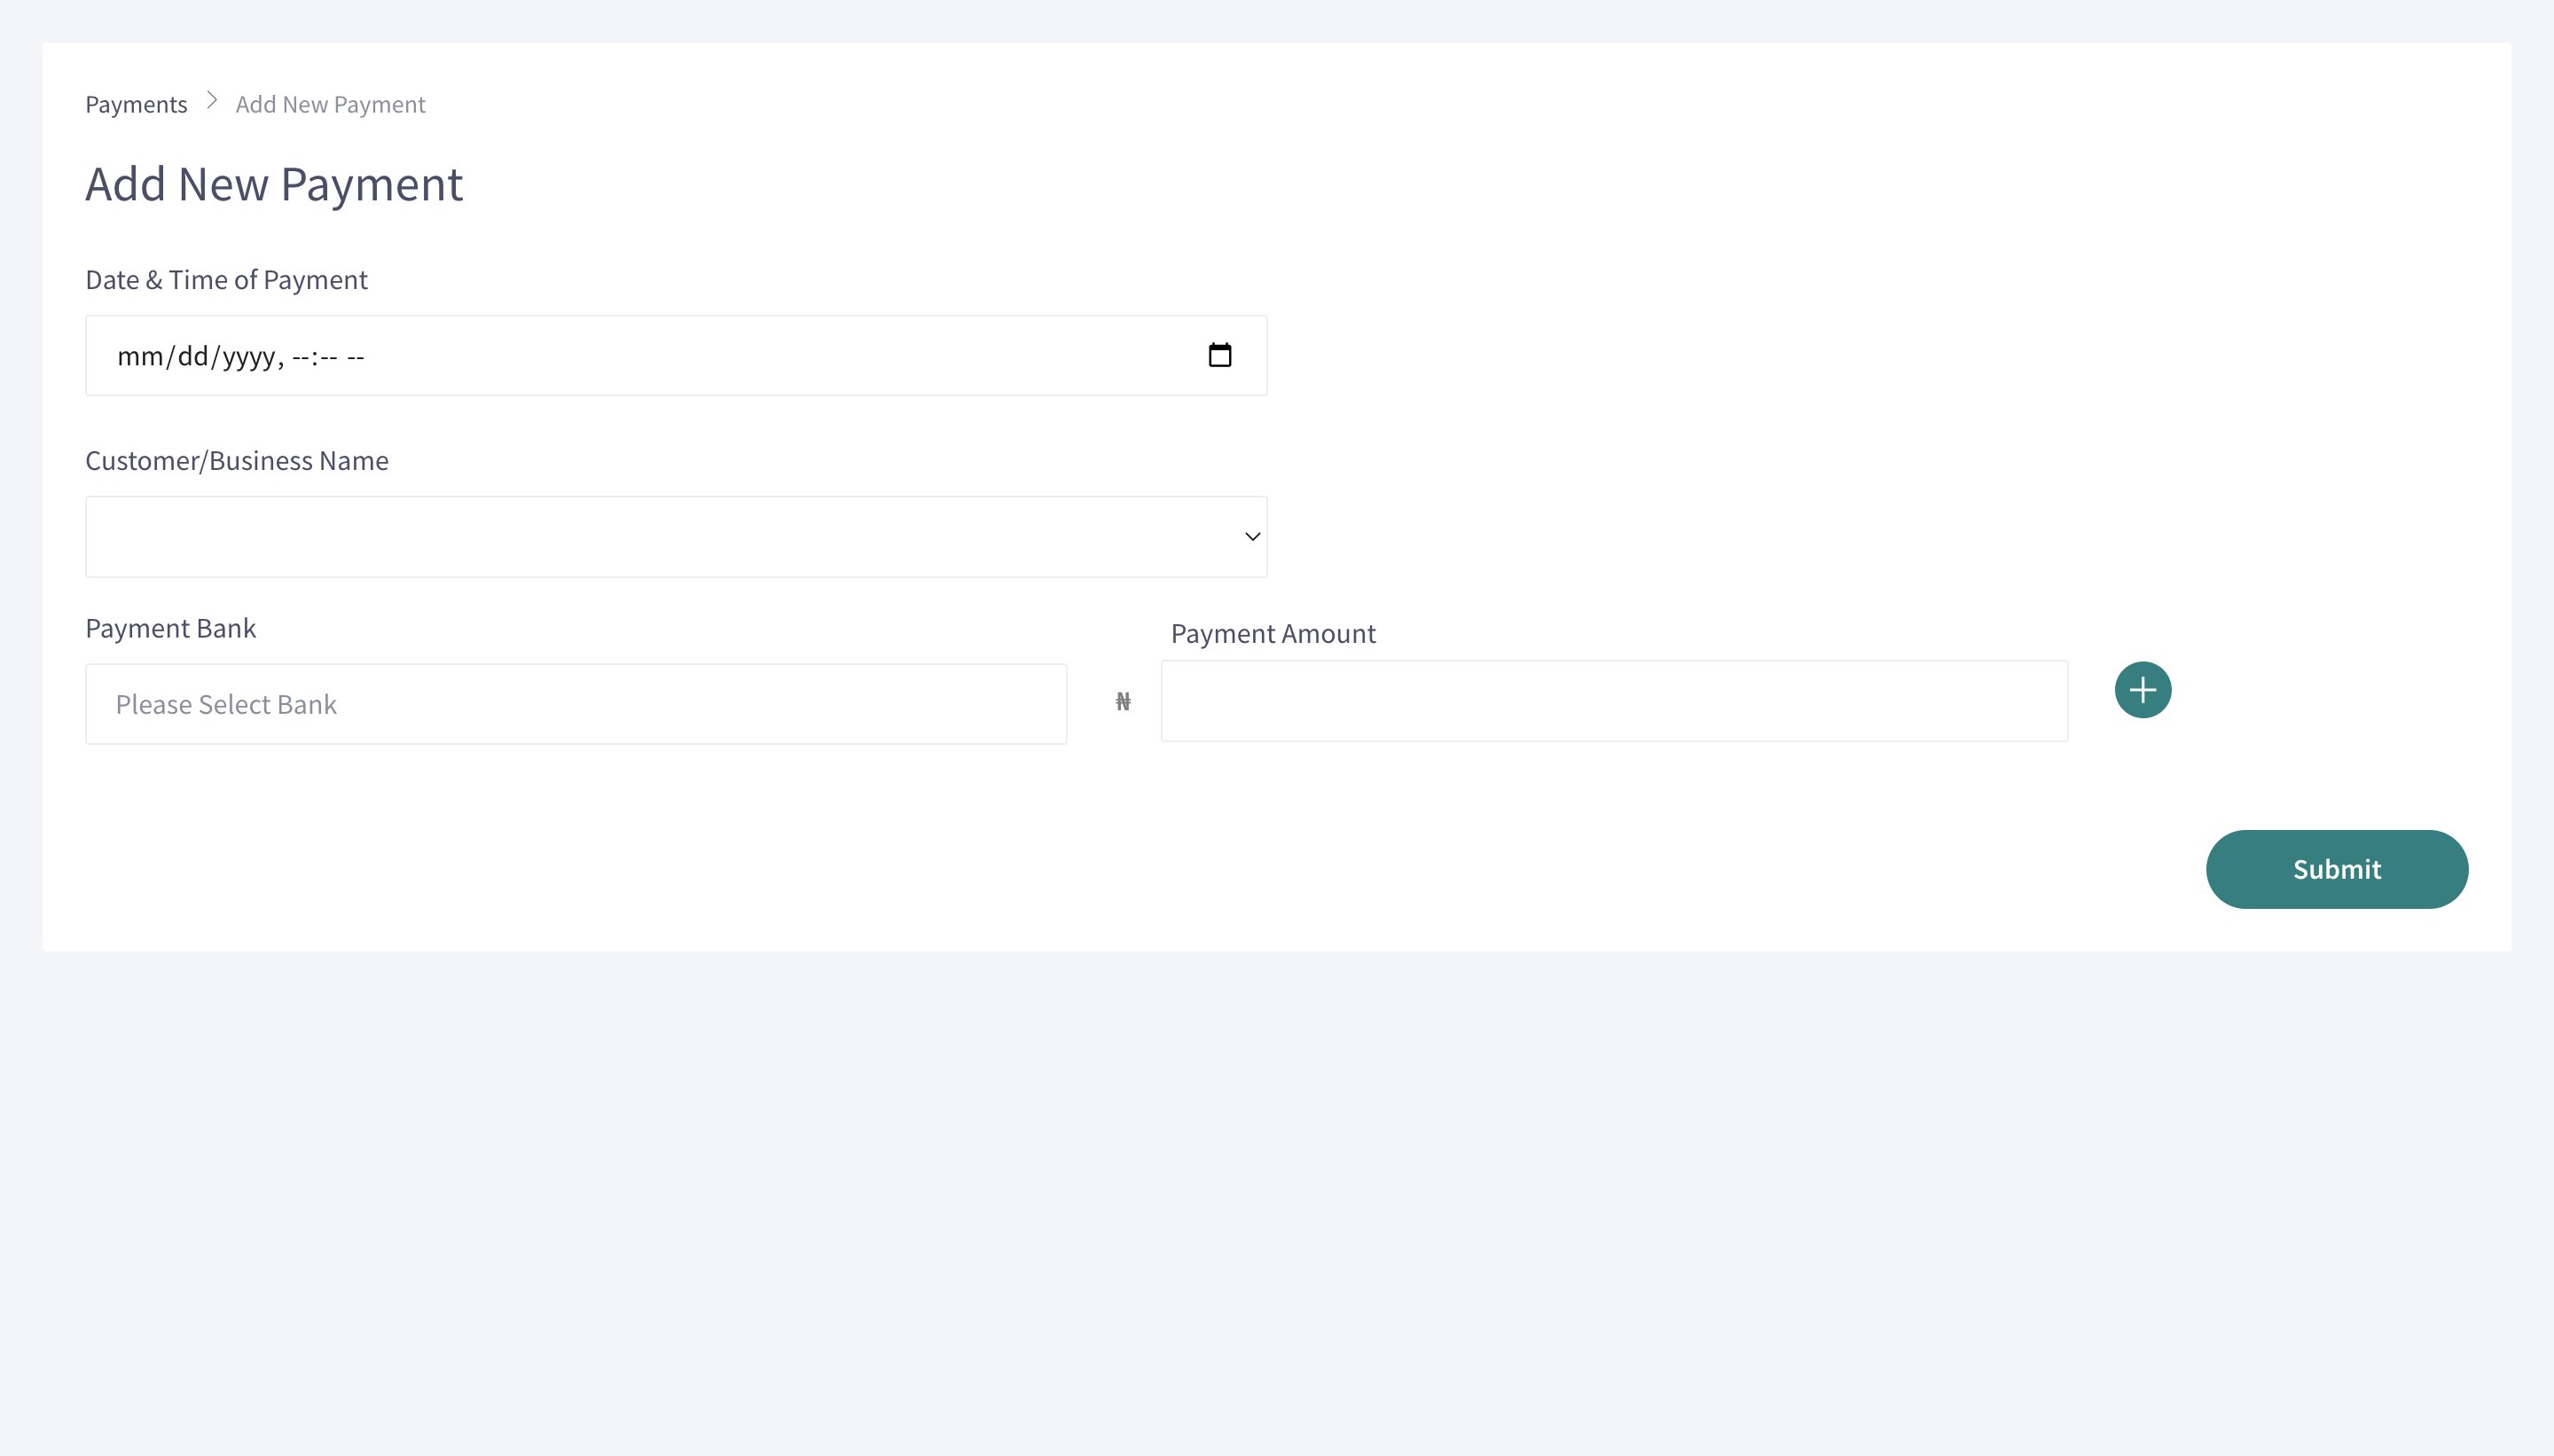 Payments > Add New Payment
Add New Payment
Date & Time of Payment
mm/dd/yyyy, --:-- --
Customer/Business Name
Payment Bank
Payment Amount
Please Select Bank
₦
Submit